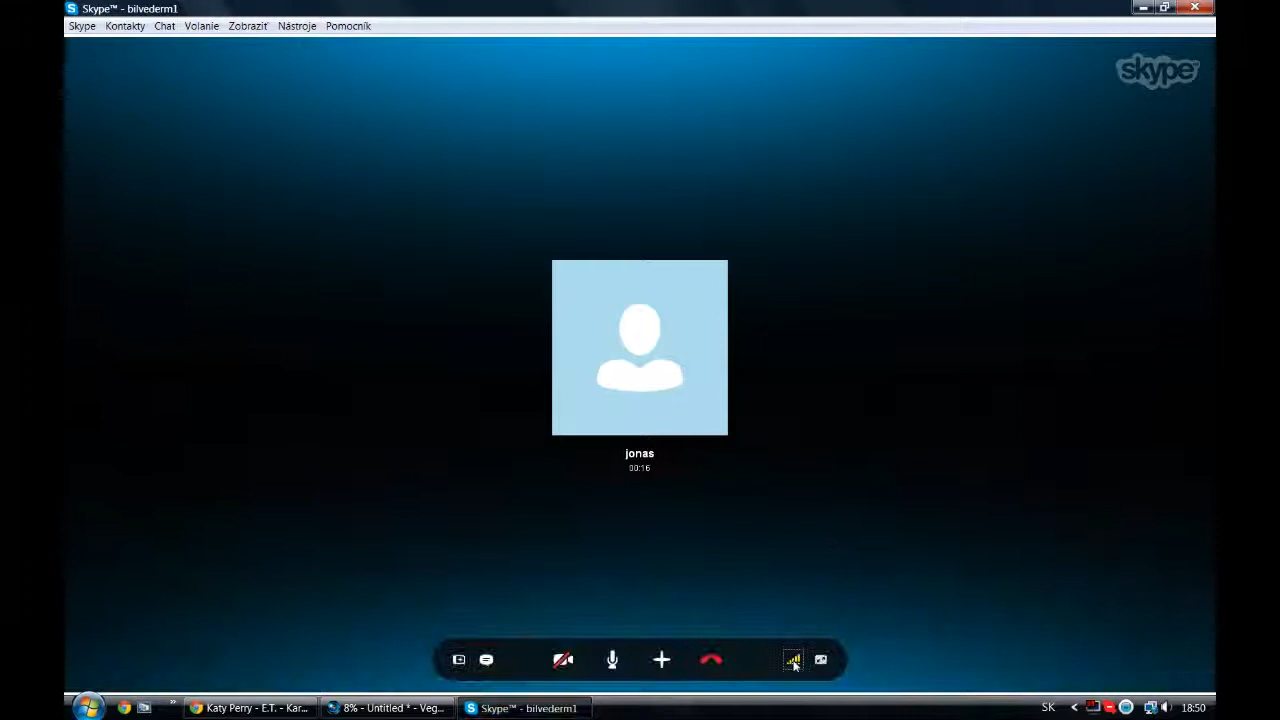 Skype™ - bilvederm1
Skype Kontakty Chat Volanie Zobraziť Nástroje Pomocník
skype™
jonas
00:16
Katy Perry - E.T. - Kar... 8% - Untitled * - Veg... Skype™ - bilvederm1 SK 18:50